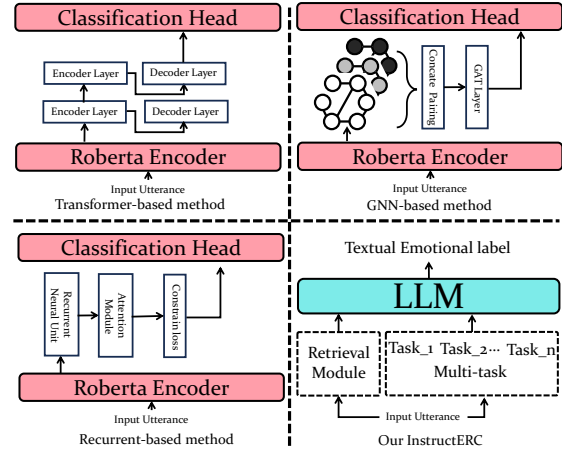 Classification Head
Encoder Layer
Decoder Layer
Encoder Layer
Decoder Layer
Roberta Encoder
Input Utterance
Transformer-based method
Classification Head
Concate Pairing
GAT Layer
Roberta Encoder
Input Utterance
GNN-based method
Classification Head
Recurrent
Neural Unit
Attention
Module
Constrain loss
Roberta Encoder
Input Utterance
Recurrent-based method
Textual Emotional label
LLM
Retrieval
Module
Task_1 Task_2··· Task_n
Multi-task
Input Utterance
Our InstructERC